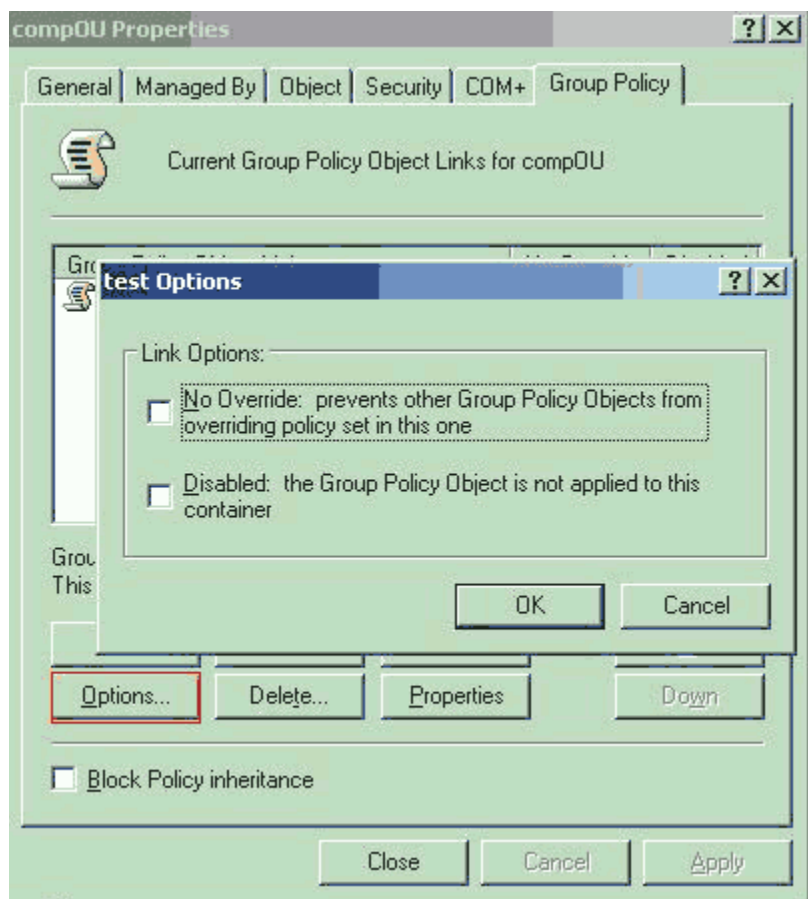 compOU Properties
General Managed By Object Security COM+ Group Policy
Current Group Policy Object Links for compOU
test Options
Link Options:
No Override: prevents other Group Policy Objects from
overriding policy set in this one
Disabled: the Group Policy Object is not applied to this
container
Grou
This
OK Cancel
Options... Delete... Properties Down
Block Policy inheritance
Close Cancel Apply